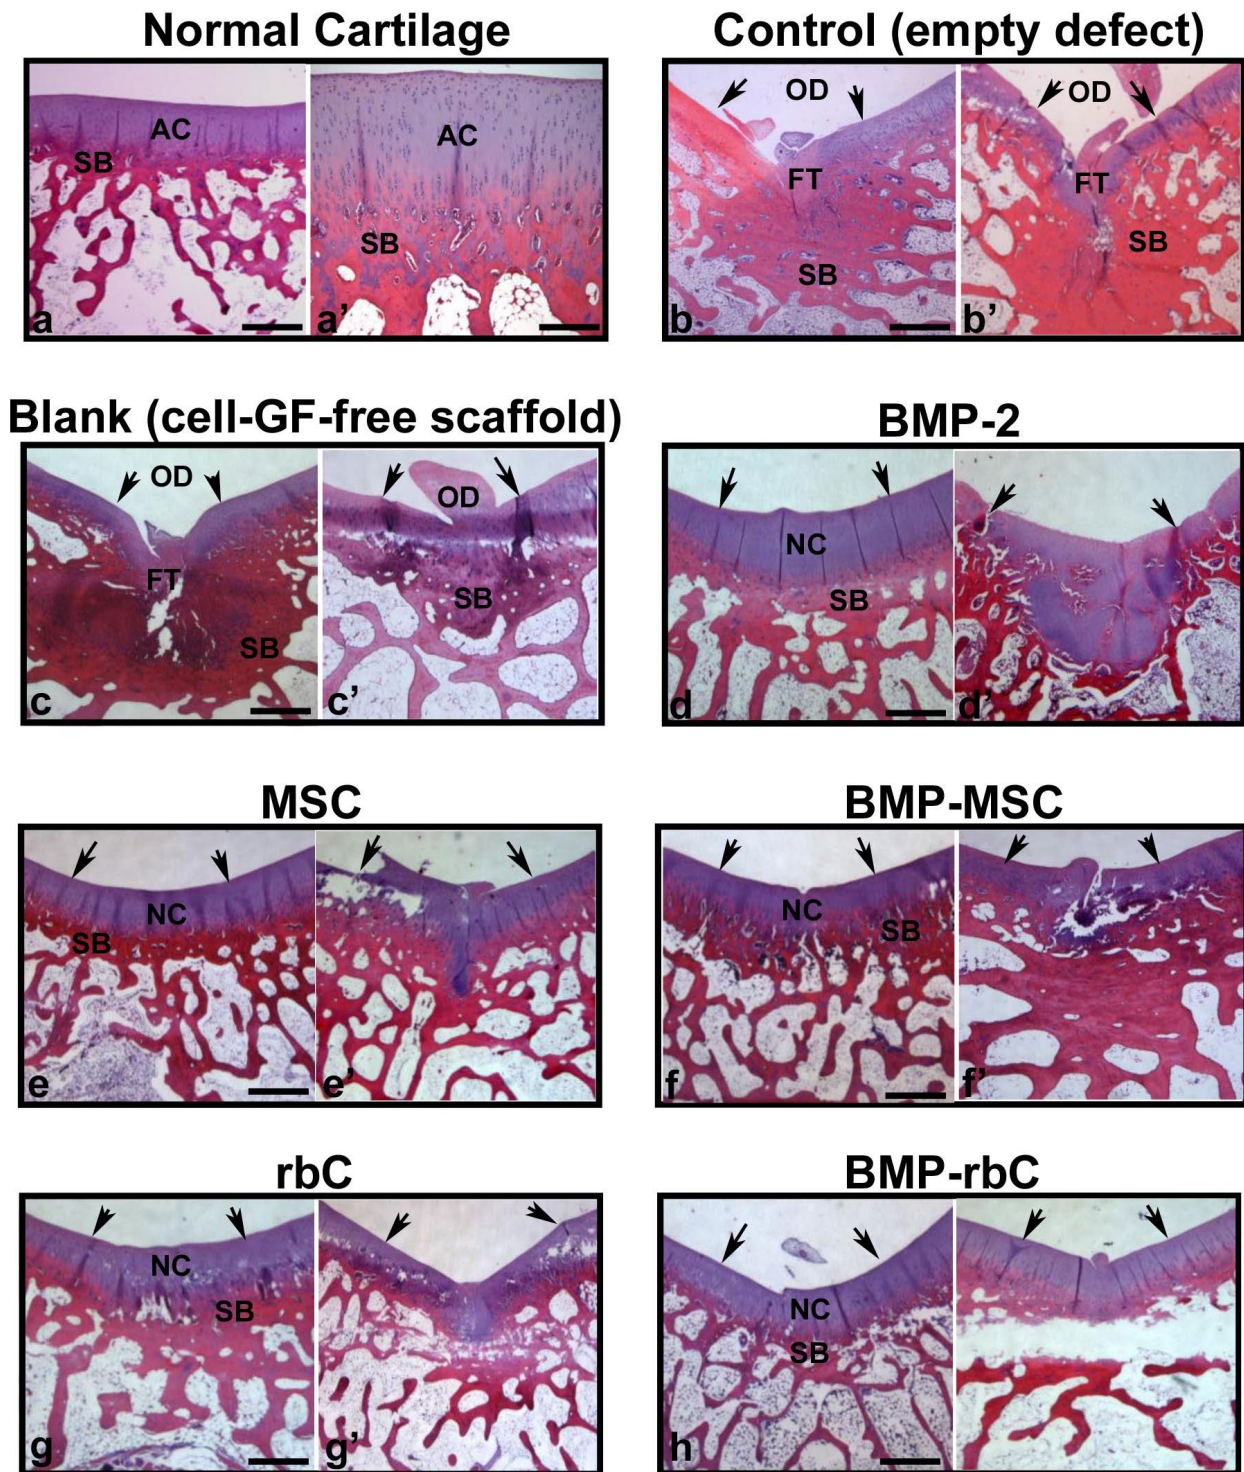 Normal Cartilage
AC
SB
a
AC
SB
a’
Control (empty defect)
OD
FT
SB
b
OD
FT
SB
b’
Blank (cell-GF-free scaffold)
OD
FT
SB
c
OD
SB
c’
BMP-2
NC
SB
d
d’
MSC
NC
SB
e
e’
BMP-MSC
NC
SB
f
f’
rbC
NC
SB
g
g’
BMP-rbC
NC
SB
h